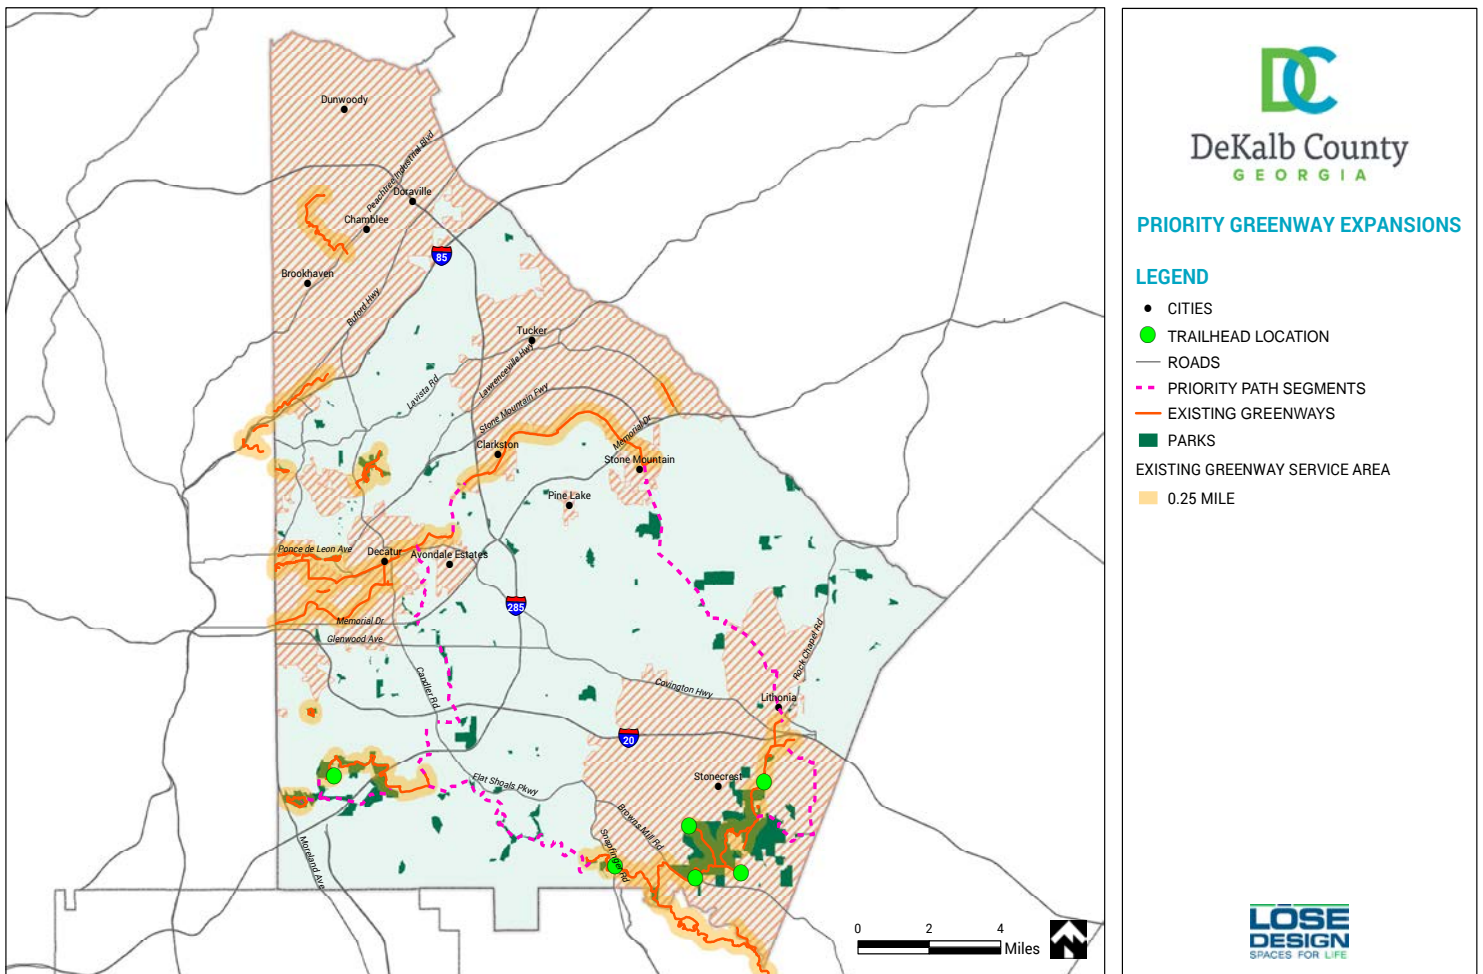 Dunwoody
Peachtree Industrial Blvd
Doraville
Chamblee
85
Brookhaven
Buford Hwy
Tucker
Lawrenceville Hwy
Lavista Rd
Stone Mountain Fwy
Memorial Dr
Clarkston
Stone Mountain
Pine Lake
Ponce de Leon Ave
Decatur
Avondale Estates
285
Memorial Dr
Glenwood Ave
Rock Chapel Rd
Candler Rd
Covington Hwy
Lithonia
20
Flat Shoals Pkwy
Stonecrest
Browns Mill Rd
Snapfinger Rd
Moreland Ave
0 2 4
Miles
DC
DeKalb County
GEORGIA
PRIORITY GREENWAY EXPANSIONS
LEGEND
CITIES
TRAILHEAD LOCATION
ROADS
PRIORITY PATH SEGMENTS
EXISTING GREENWAYS
PARKS
EXISTING GREENWAY SERVICE AREA
0.25 MILE
LOSE
DESIGN
SPACES FOR LIFE